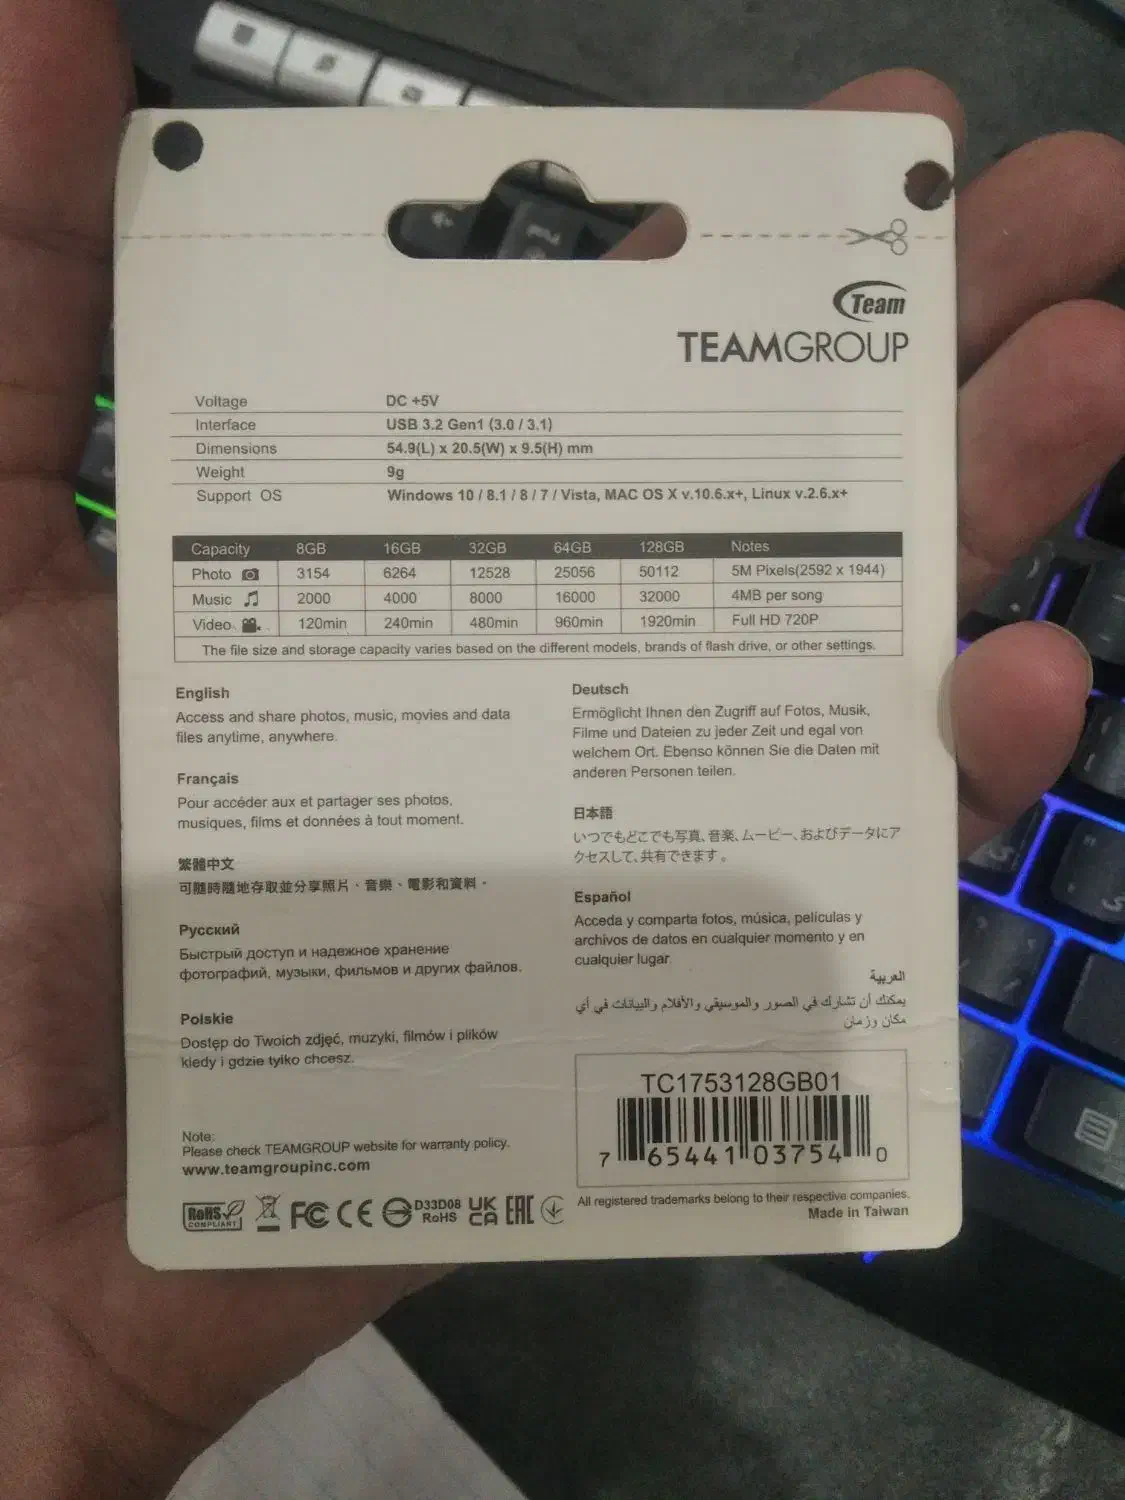 Team
TEAMGROUP
Voltage DC +5V
Interface USB 3.2 Gen1 (3.0 / 3.1)
Dimensions 54.9(L) x 20.5(W) x 9.5(H) mm
Weight 9g
Support OS Windows 10 / 8.1 / 8 / 7 / Vista, MAC OS X v.10.6.x+, Linux v.2.6.x+
Capacity 8GB 16GB 32GB 64GB 128GB Notes
Photo 3154 6264 12528 25056 50112 5M Pixels(2592 x 1944)
Music 2000 4000 8000 16000 32000 4MB per song
Video 120min 240min 480min 960min 1920min Full HD 720P
The file size and storage capacity varies based on the different models, brands of flash drive, or other settings.
English
Access and share photos, music, movies and data
files anytime, anywhere.
Français
Pour accéder aux et partager ses photos,
musiques, films et données à tout moment.
繁體中文
可隨時隨地存取並分享照片、音樂、電影和資料。
Русский
Быстрый доступ и надежное хранение
фотографий, музыки, фильмов и других файлов.
Polskie
Dostęp do Twoich zdjęć, muzyki, filmów i plików
kiedy i gdzie tylko chcesz.
Deutsch
Ermöglicht Ihnen den Zugriff auf Fotos, Musik,
Filme und Dateien zu jeder Zeit und egal von
welchem Ort. Ebenso können Sie die Daten mit
anderen Personen teilen.
日本語
いつでもどこでも写真、音楽、ムービー、およびデータにア
クセスして、共有できます。
Español
Acceda y comparta fotos, música, películas y
archivos de datos en cualquier momento y en
cualquier lugar.
العربية
يمكنك أن تشارك في الصور والموسيقي والأفلام والبيانات في أي
مكان وزمان
TC1753128GB01
7 65441 03754 0
Note:
Please check TEAMGROUP website for warranty policy.
www.teamgroupinc.com
RoHS COMPLIANT FC CE D33D08 RoHS UK CA EAC
All registered trademarks belong to their respective companies.
Made in Taiwan